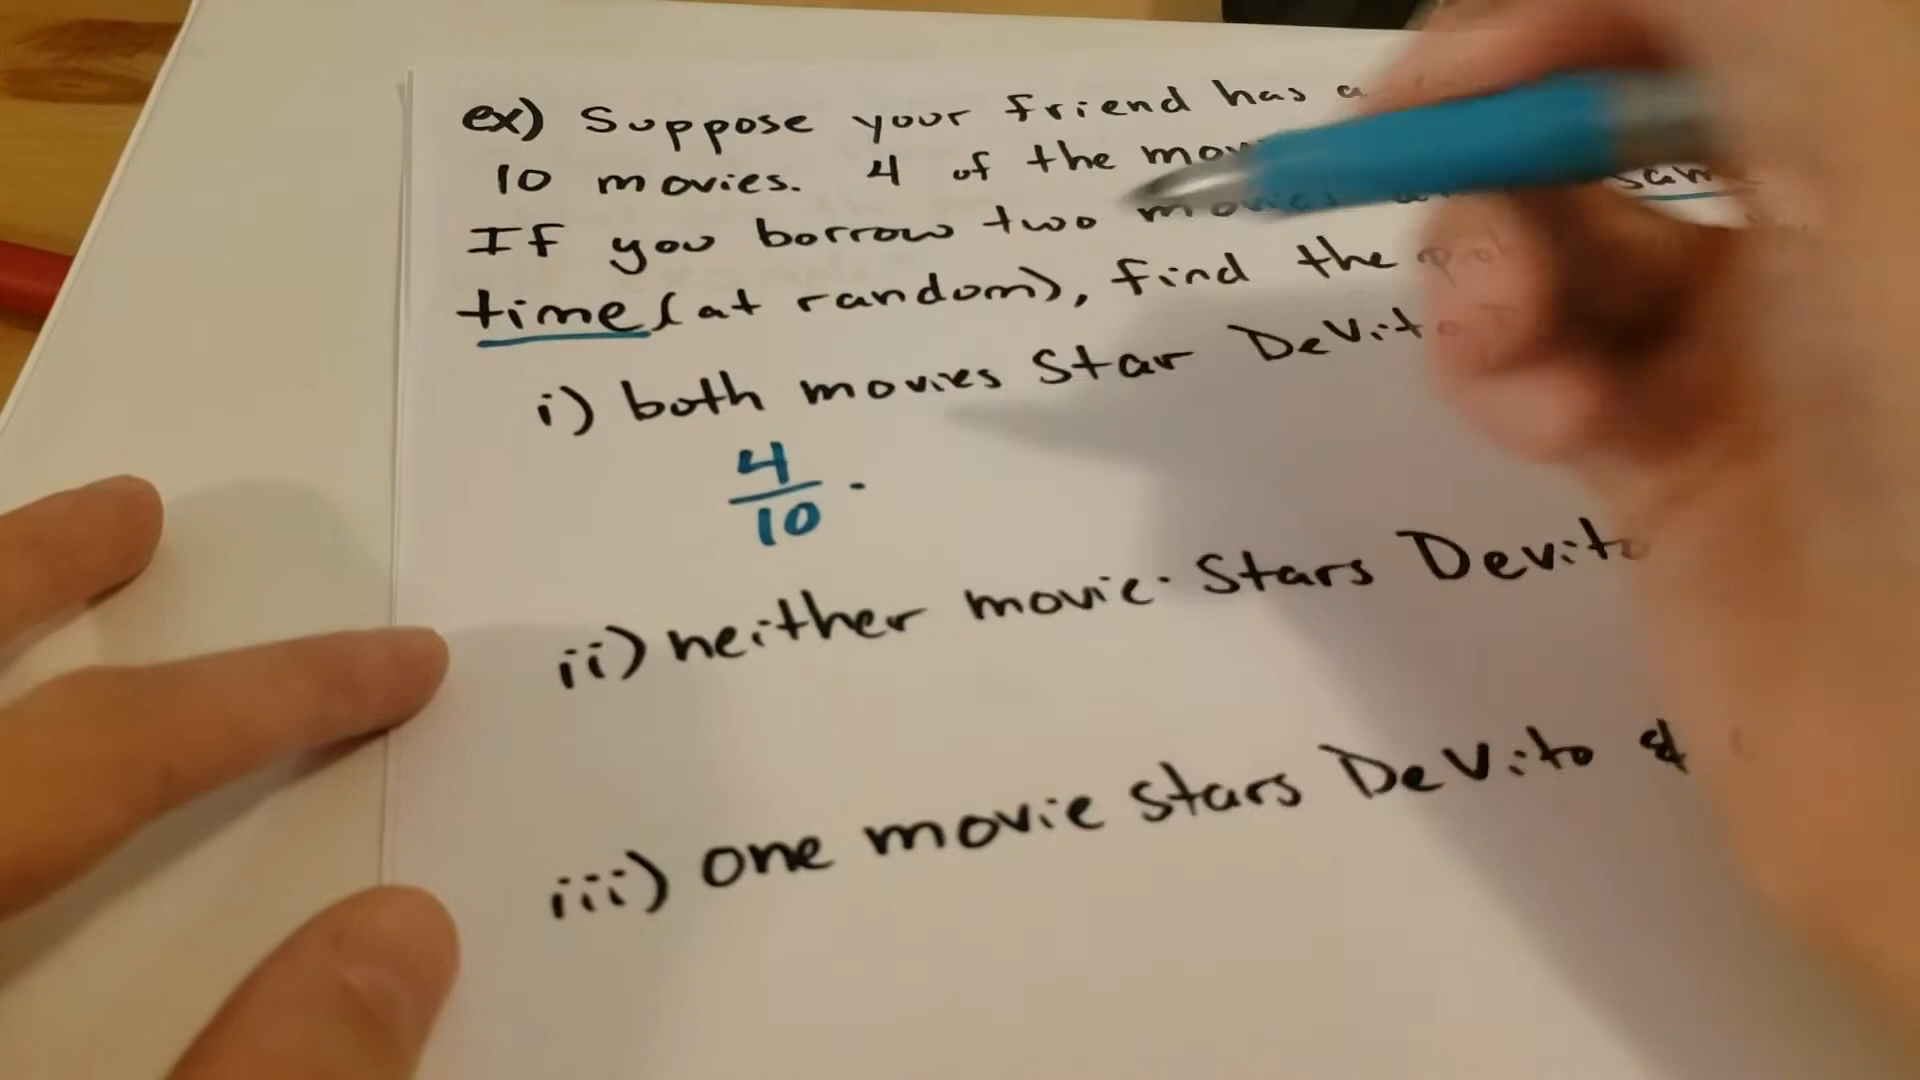 ex) Suppose your friend has a
10 movies. 4 of the
If you borrow two movies
time (at random), find the
i) both movies Star DeVito
4/10 ·
ii) neither movie Stars Devito
iii) one movie stars DeVito &